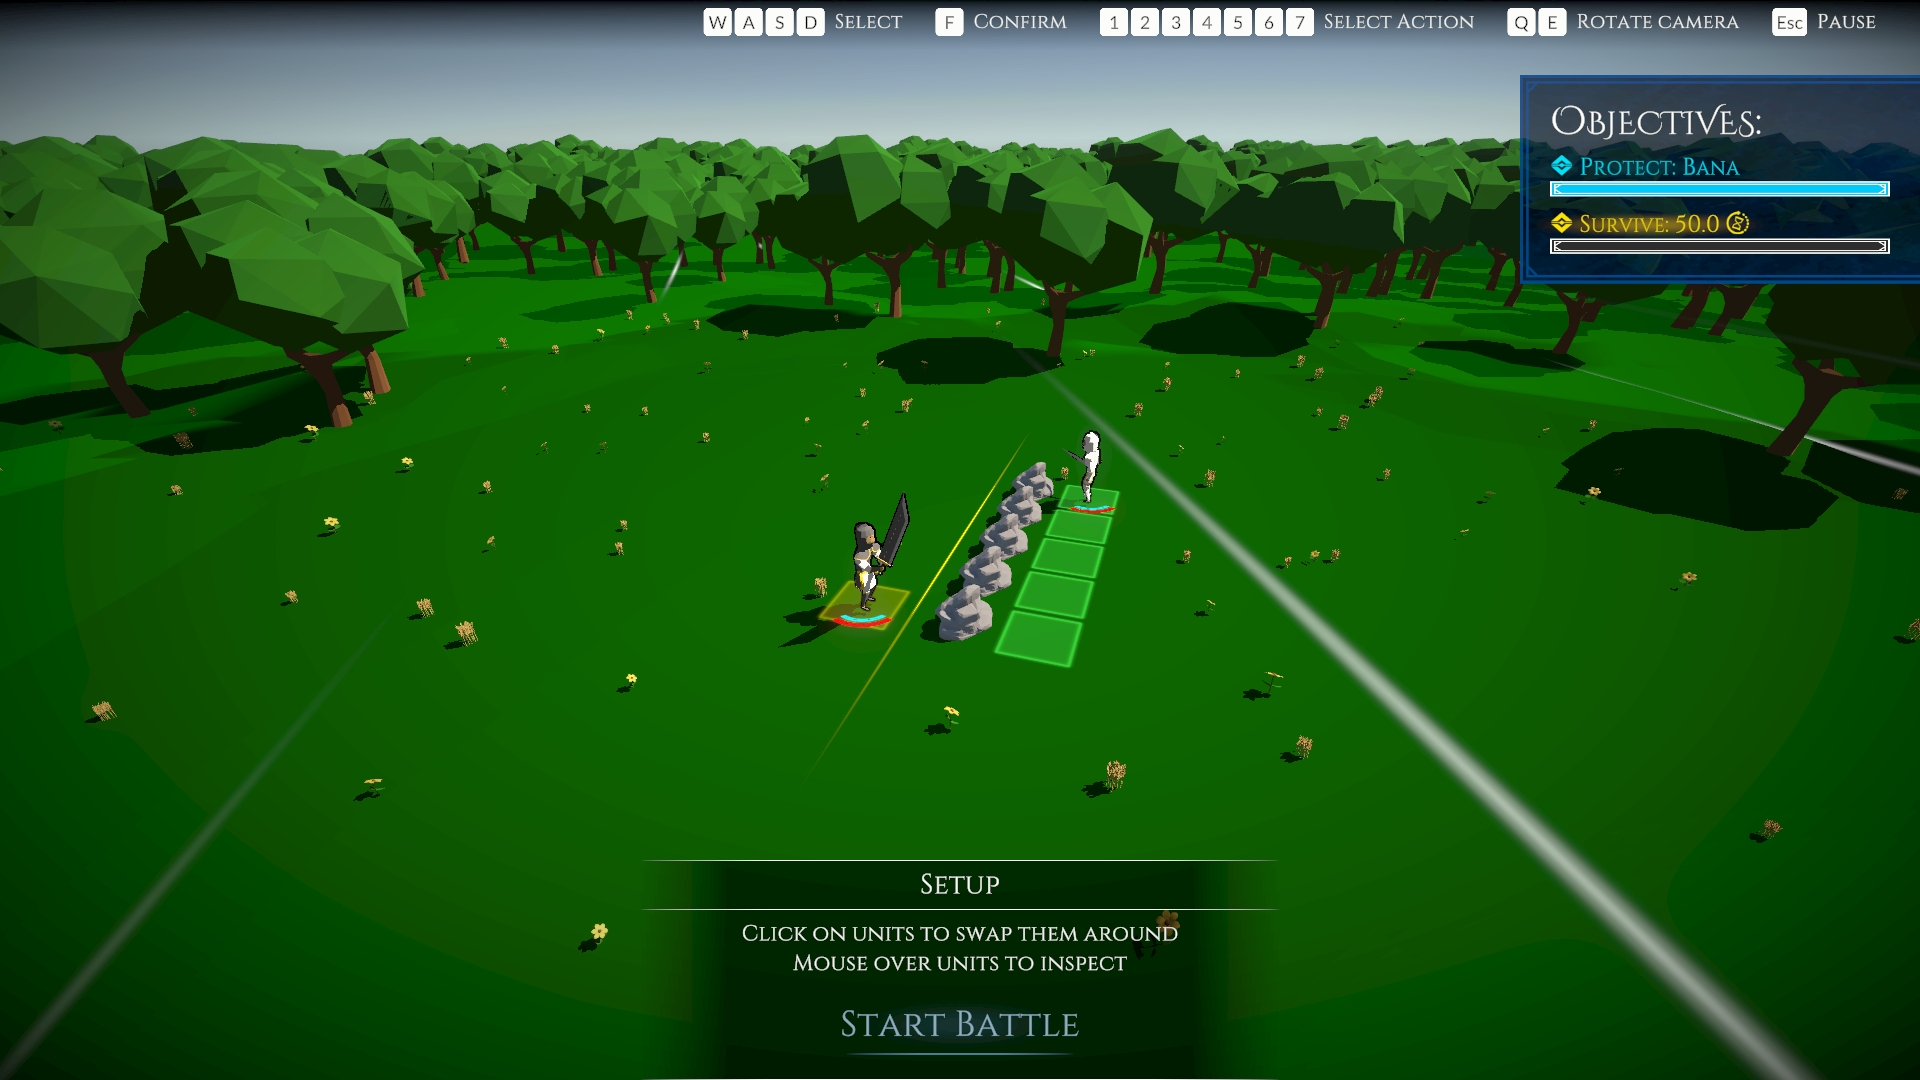 W A S D Select F Confirm 1 2 3 4 5 6 7 Select Action Q E Rotate camera Esc Pause
Objectives:
Protect: Bana
Survive: 50.0
Setup
Click on units to swap them around
Mouse over units to inspect
Start Battle